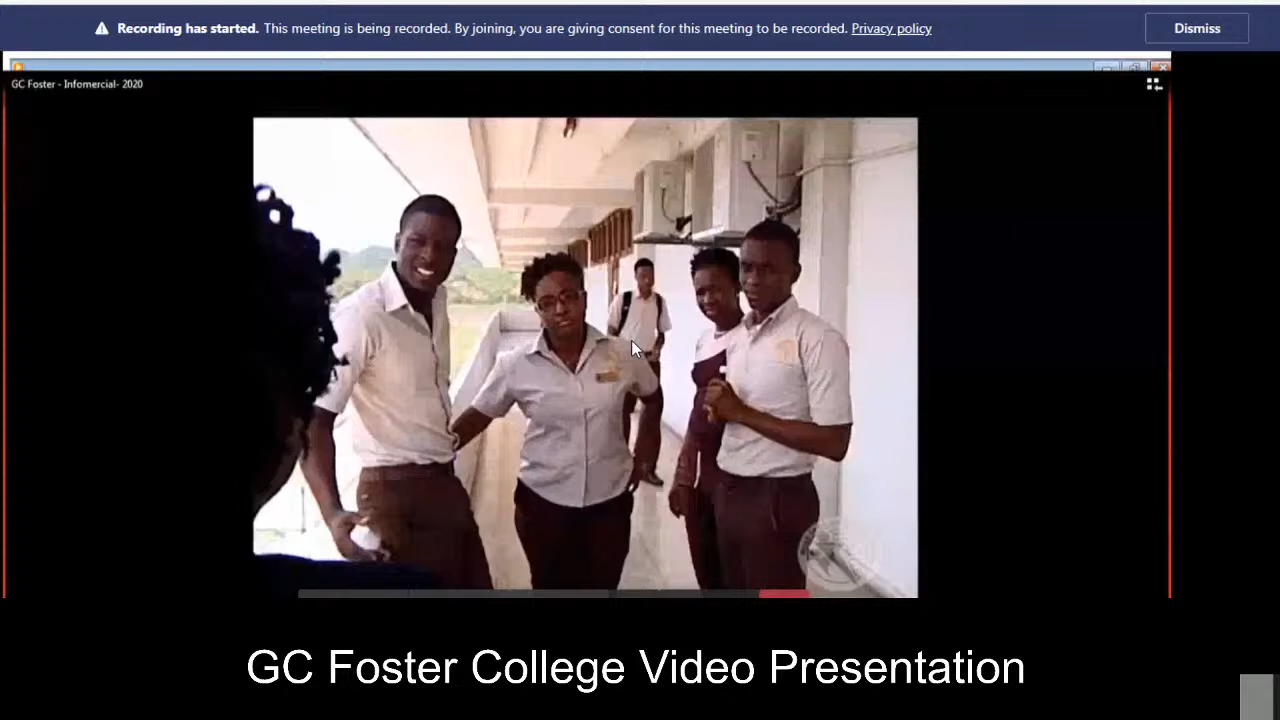 Recording has started. This meeting is being recorded. By joining, you are giving consent for this meeting to be recorded. Privacy policy
Dismiss
GC Foster - Infomercial- 2020
GC Foster College Video Presentation